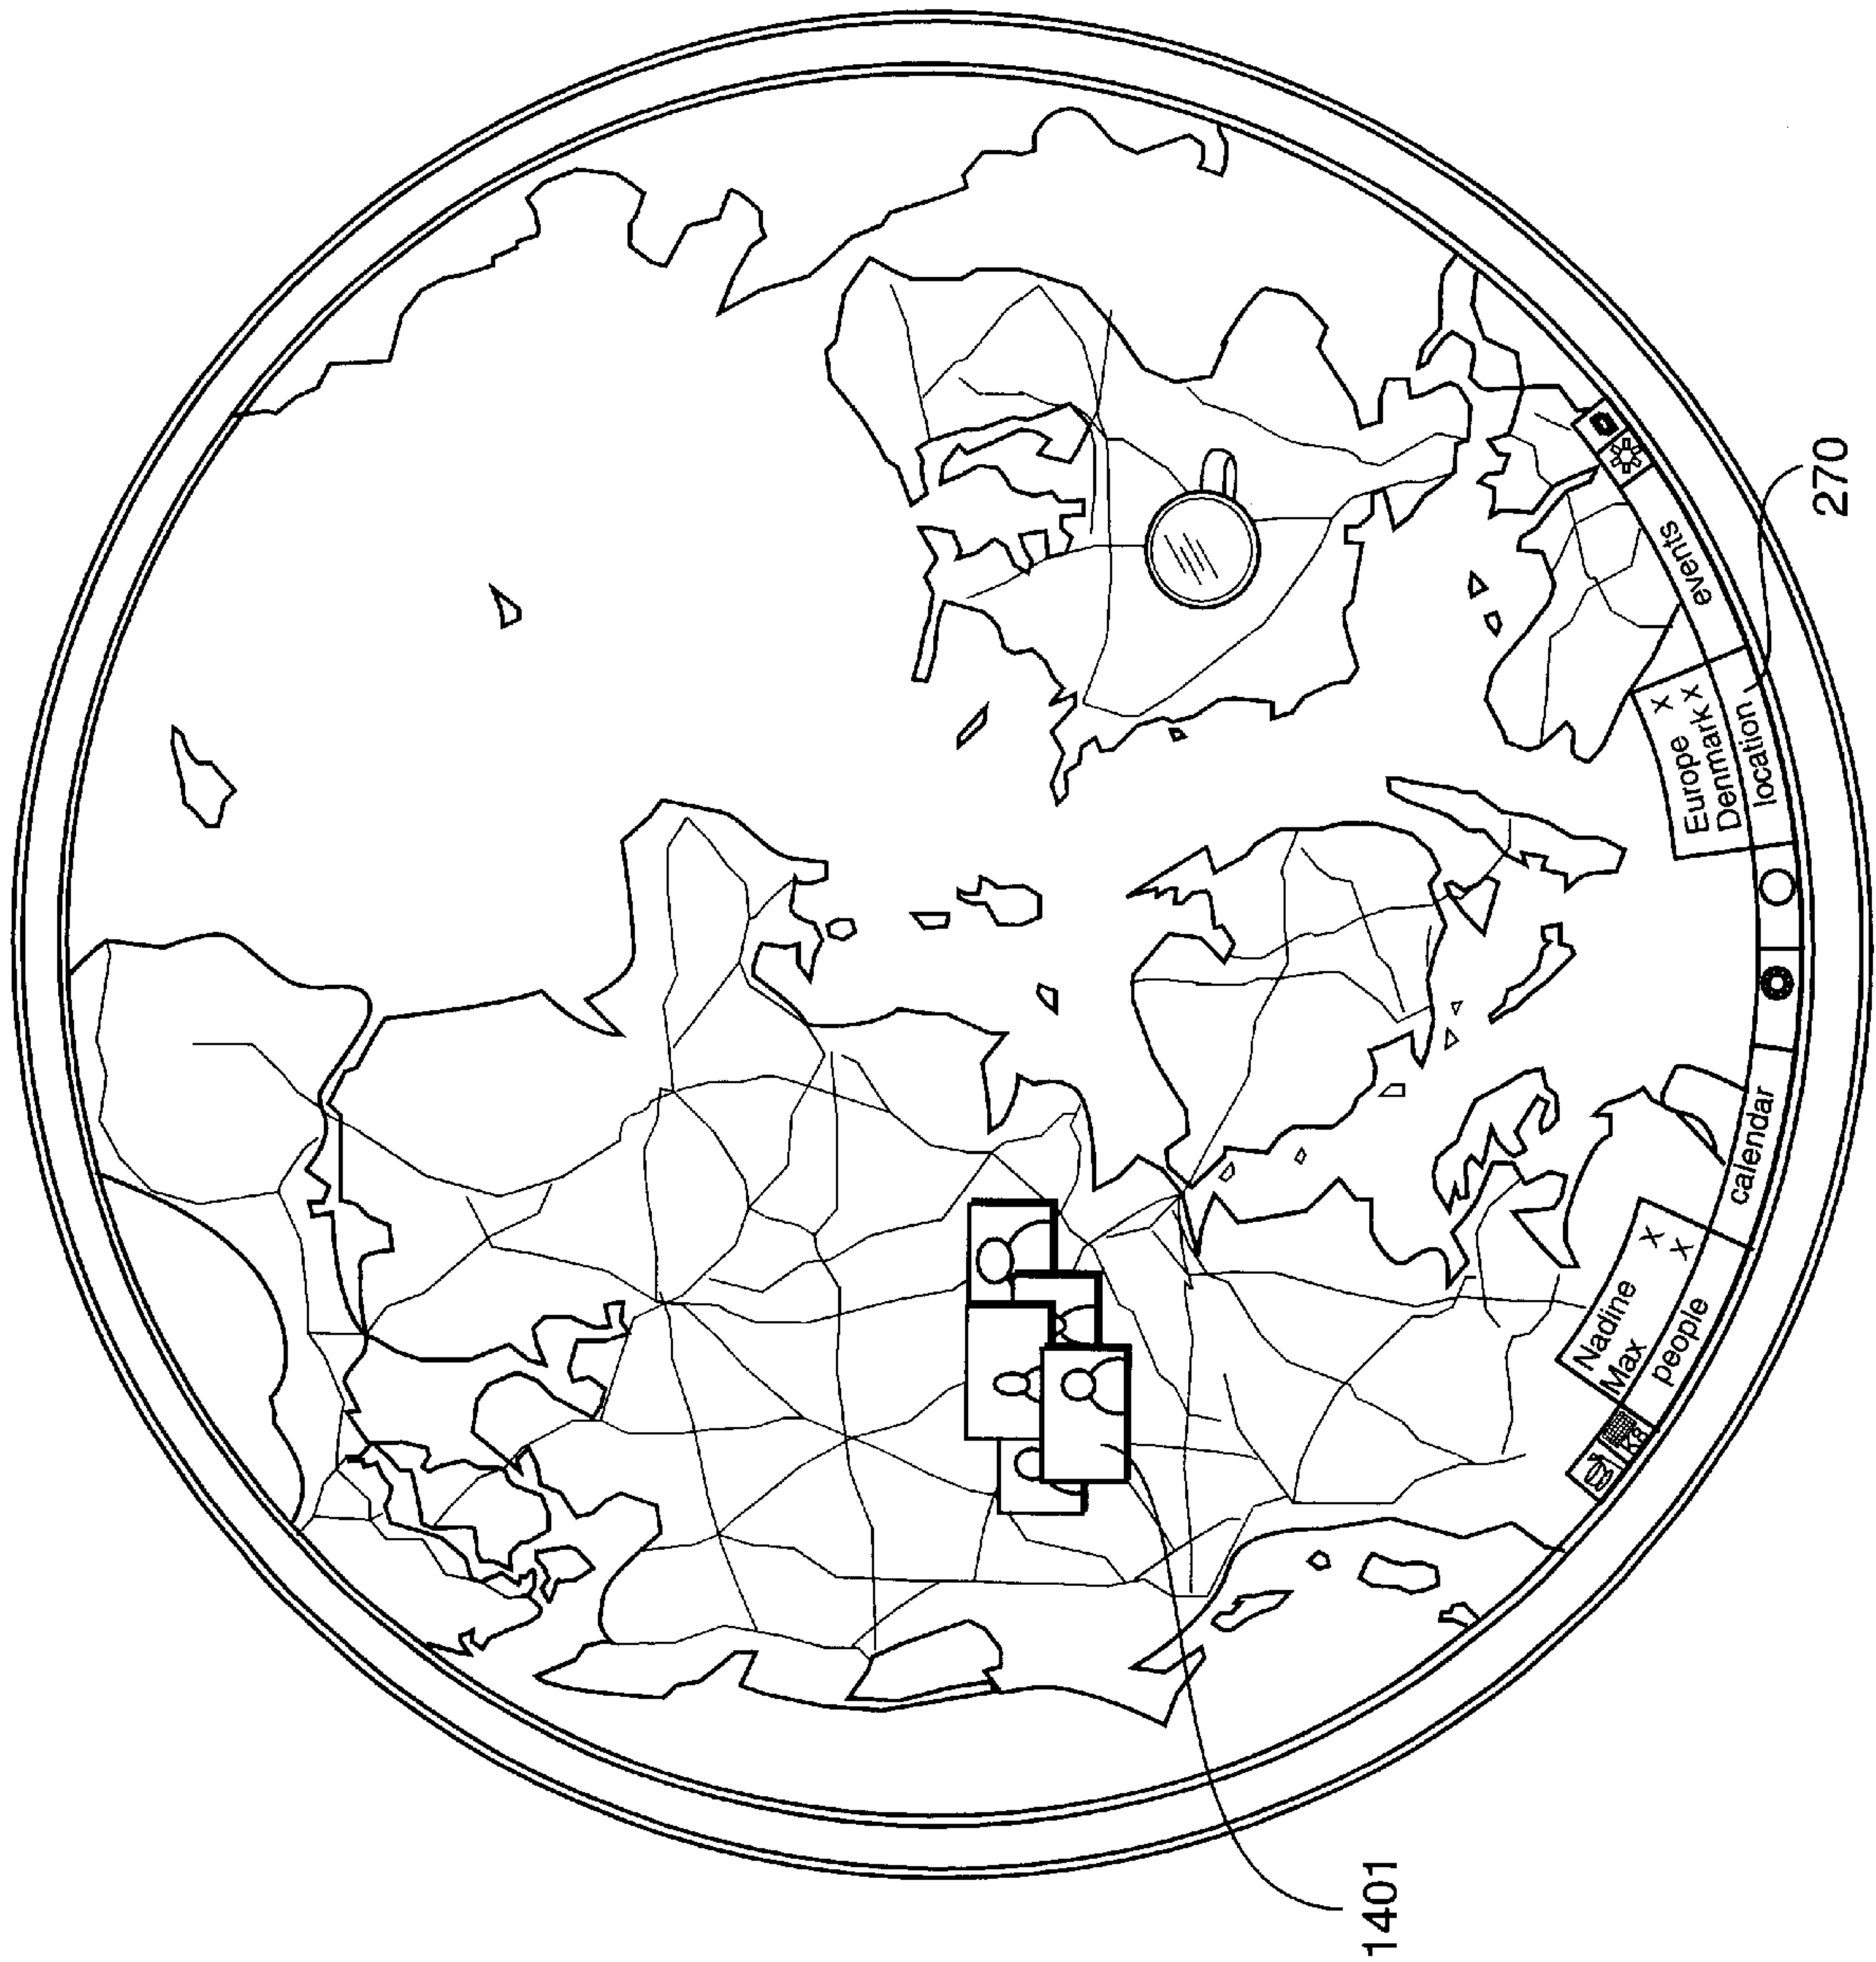 Nadine X
Max X
people
calendar
Europe X
Denmark X
location
events
270
1401